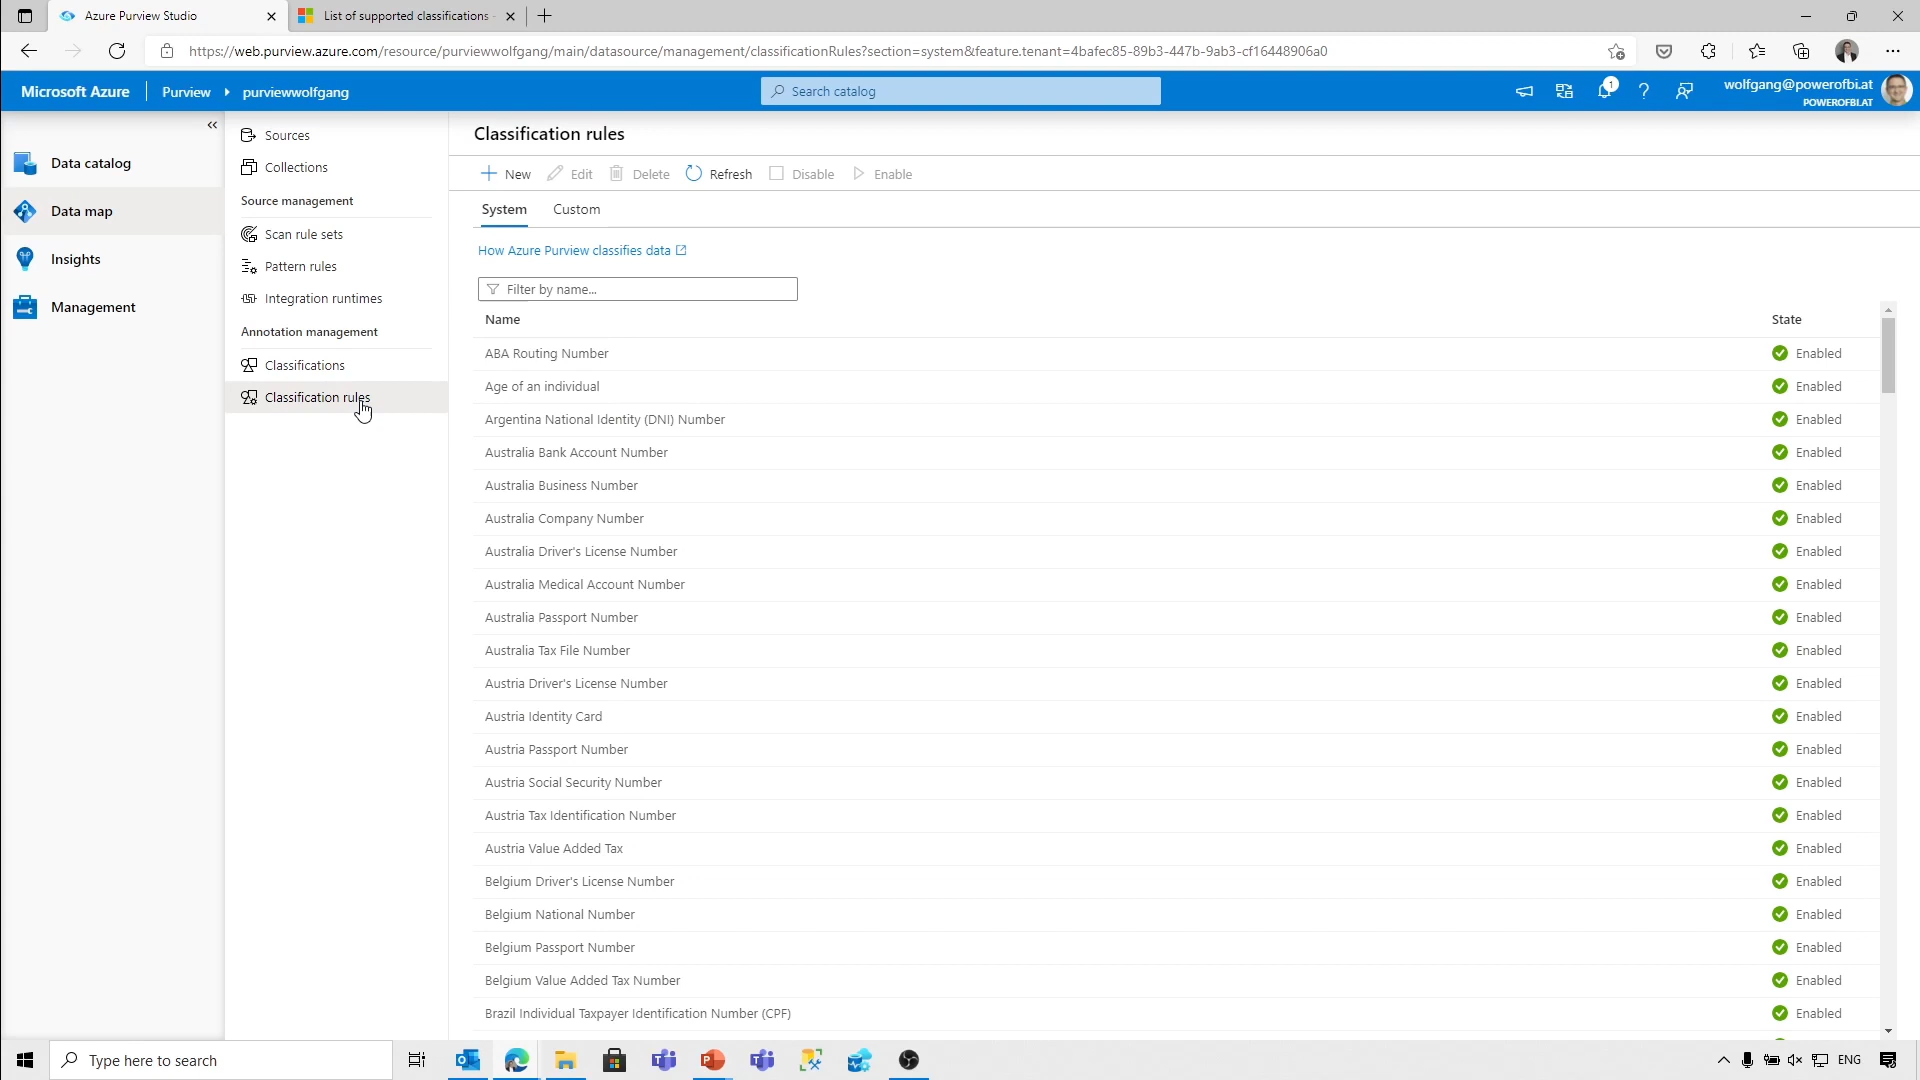 Azure Purview Studio
List of supported classifications -
https://web.purview.azure.com/resource/purviewwolfgang/main/datasource/management/classificationRules?section=system&feature.tenant=4bafec85-89b3-447b-9ab3-cf16448906a0
Microsoft Azure
Purview
purviewwolfgang
Search catalog
1
wolfgang@powerofbi.at
POWEROFBI.AT
Data catalog
Data map
Insights
Management
Sources
Collections
Source management
Scan rule sets
Pattern rules
Integration runtimes
Annotation management
Classifications
Classification rules
Classification rules
New
Edit
Delete
Refresh
Disable
Enable
System
Custom
How Azure Purview classifies data
Filter by name...
Name State
ABA Routing Number Enabled
Age of an individual Enabled
Argentina National Identity (DNI) Number Enabled
Australia Bank Account Number Enabled
Australia Business Number Enabled
Australia Company Number Enabled
Australia Driver's License Number Enabled
Australia Medical Account Number Enabled
Australia Passport Number Enabled
Australia Tax File Number Enabled
Austria Driver's License Number Enabled
Austria Identity Card Enabled
Austria Passport Number Enabled
Austria Social Security Number Enabled
Austria Tax Identification Number Enabled
Austria Value Added Tax Enabled
Belgium Driver's License Number Enabled
Belgium National Number Enabled
Belgium Passport Number Enabled
Belgium Value Added Tax Number Enabled
Brazil Individual Taxpayer Identification Number (CPF) Enabled
Type here to search
ENG